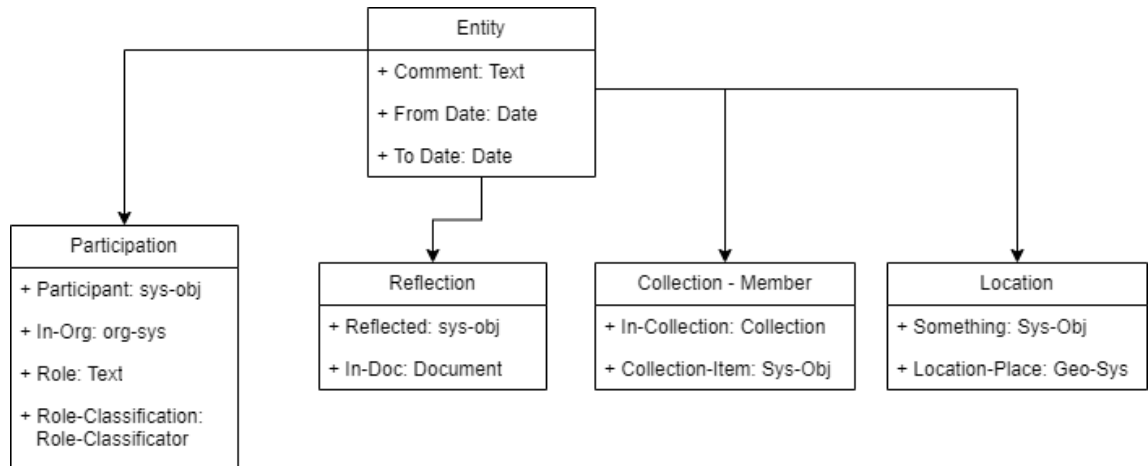 Entity
+ Comment: Text
+ From Date: Date
+ To Date: Date
Participation
+ Participant: sys-obj
+ In-Org: org-sys
+ Role: Text
+ Role-Classification:
Role-Classificator
Reflection
+ Reflected: sys-obj
+ In-Doc: Document
Collection - Member
+ In-Collection: Collection
+ Collection-Item: Sys-Obj
Location
+ Something: Sys-Obj
+ Location-Place: Geo-Sys